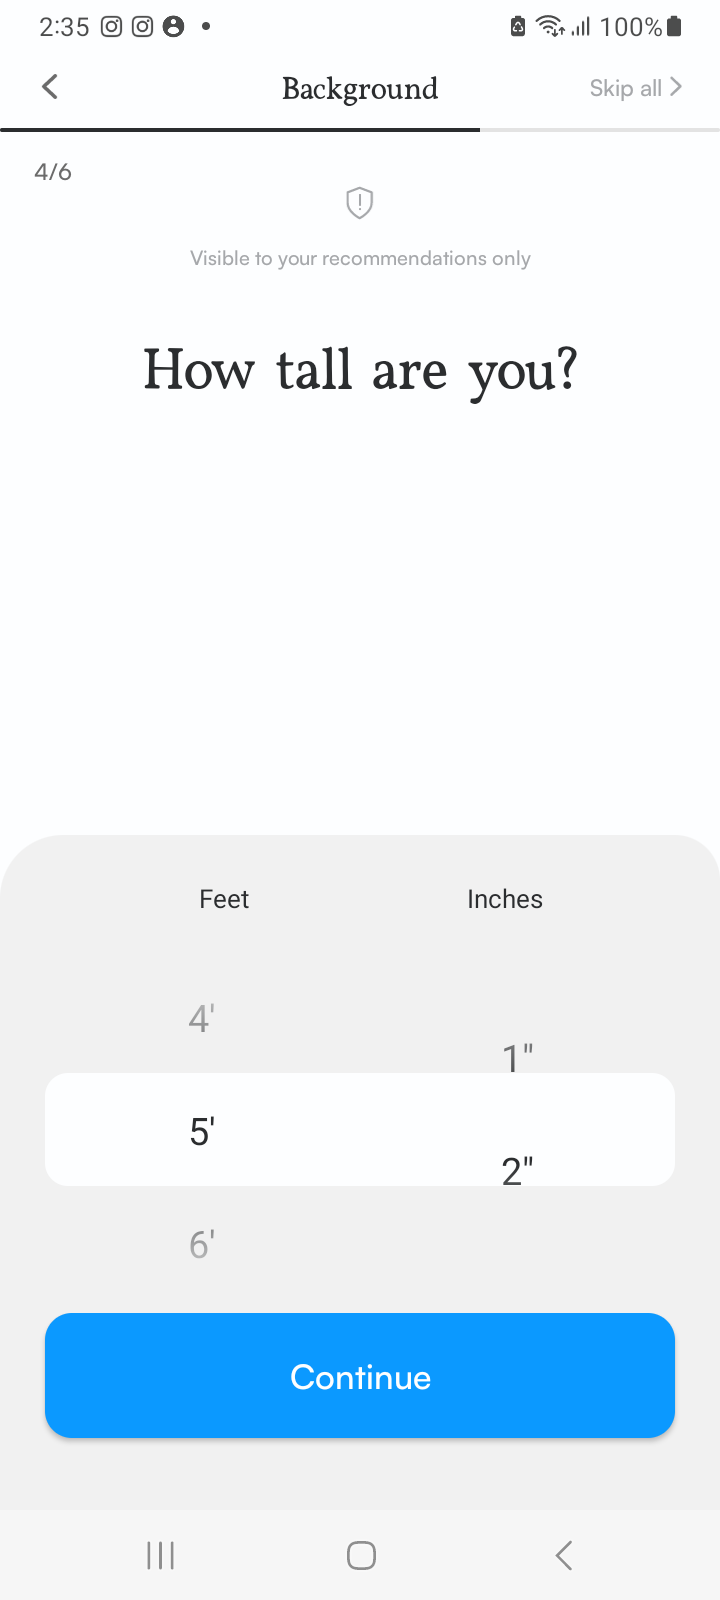 2:35 100%
Background Skip all
4/6
Visible to your recommendations only
How tall are you?
Feet Inches
4'
1"
5'
2"
6'
Continue